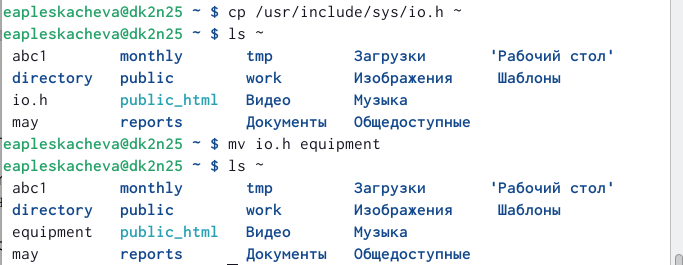 eapleskacheva@dk2n25 ~ $ cp /usr/include/sys/io.h ~
eapleskacheva@dk2n25 ~ $ ls ~
abc1 monthly tmp Загрузки 'Рабочий стол'
directory public work Изображения Шаблоны
io.h public_html Видео Музыка
may reports Документы Общедоступные
eapleskacheva@dk2n25 ~ $ mv io.h equipment
eapleskacheva@dk2n25 ~ $ ls ~
abc1 monthly tmp Загрузки 'Рабочий стол'
directory public work Изображения Шаблоны
equipment public_html Видео Музыка
may reports Документы Общедоступные